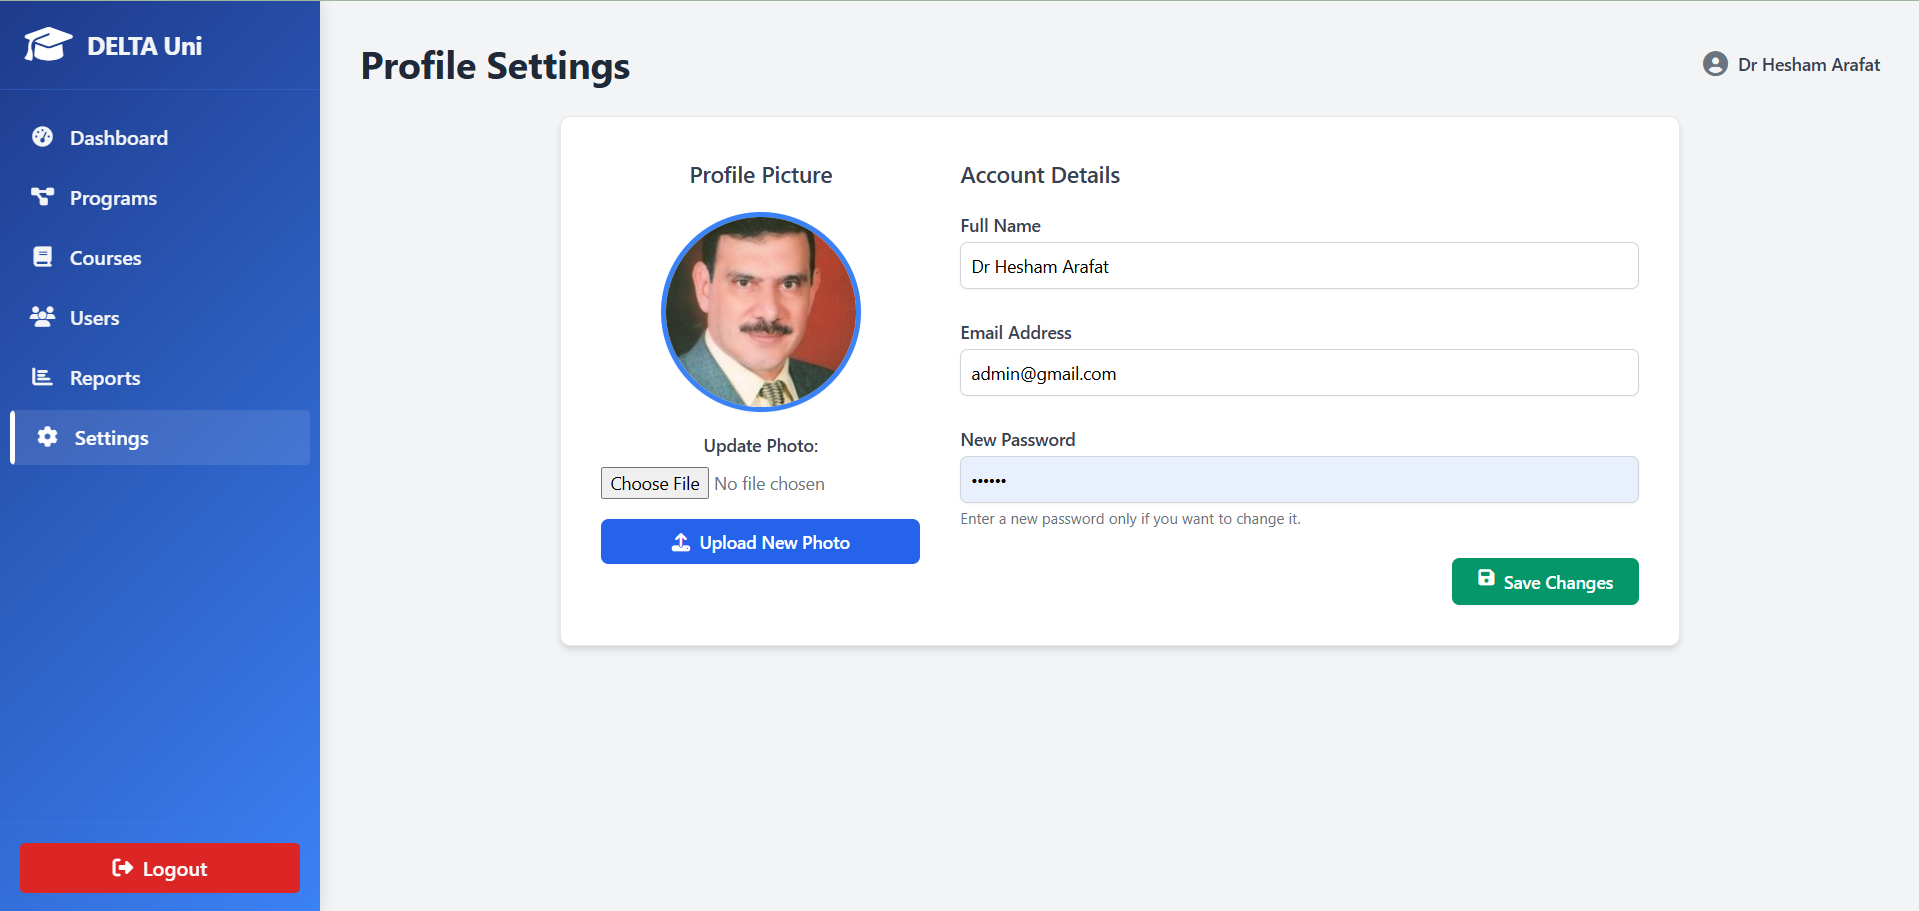 DELTA Uni
Dashboard
Programs
Courses
Users
Reports
Settings
Logout
Profile Settings
Dr Hesham Arafat
Profile Picture
Update Photo:
Choose File No file chosen
Upload New Photo
Account Details
Full Name
Dr Hesham Arafat
Email Address
admin@gmail.com
New Password
••••••
Enter a new password only if you want to change it.
Save Changes